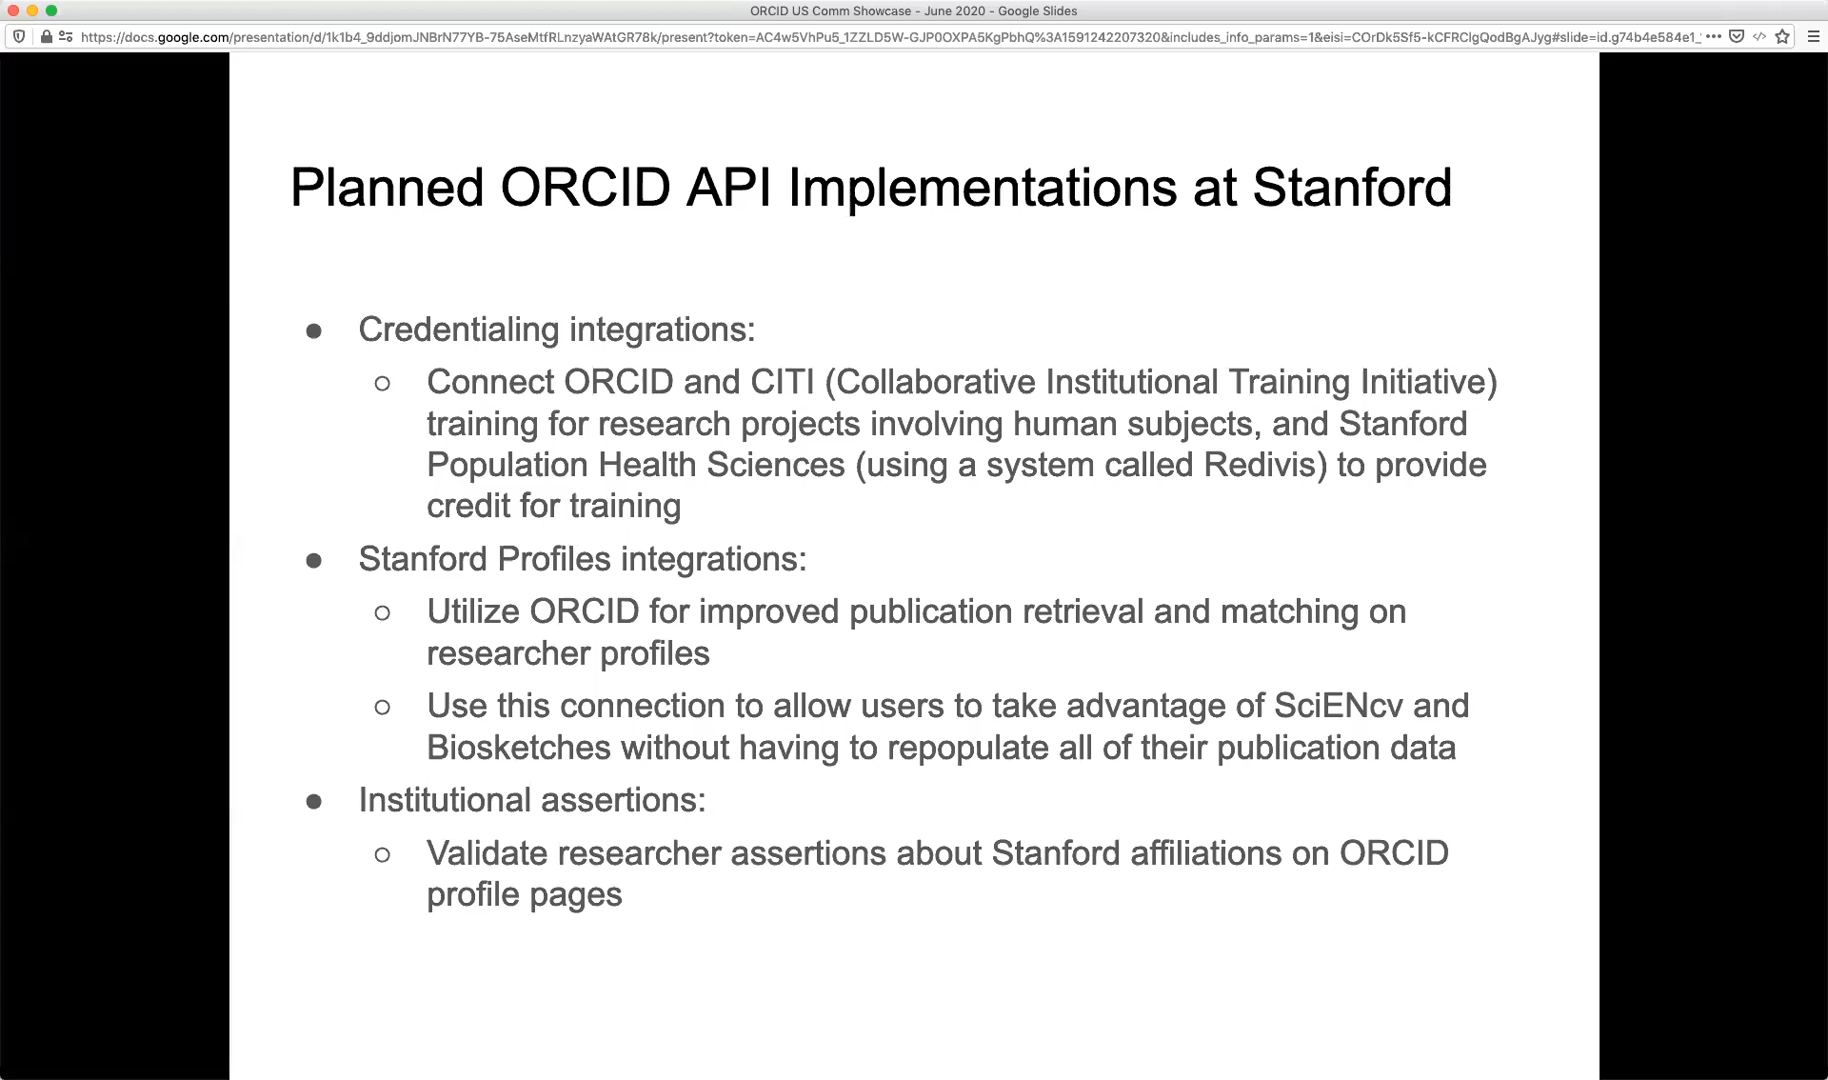 ORCID US Comm Showcase - June 2020 - Google Slides
https://docs.google.com/presentation/d/1k1b4_9ddjomJNBrN77YB-75AseMtfRLnzyaWAtGR78k/present?token=AC4w5VhPu5_1ZZLD5W-GJP0OXPA5KgPbhQ%3A1591242207320&includes_info_params=1&eisi=COrDk5Sf5-kCFRClgQodBgAJyg#slide=id.g74b4e584e1_
Planned ORCID API Implementations at Stanford
● Credentialing integrations:
○ Connect ORCID and CITI (Collaborative Institutional Training Initiative)
training for research projects involving human subjects, and Stanford
Population Health Sciences (using a system called Redivis) to provide
credit for training
● Stanford Profiles integrations:
○ Utilize ORCID for improved publication retrieval and matching on
researcher profiles
○ Use this connection to allow users to take advantage of SciENcv and
Biosketches without having to repopulate all of their publication data
● Institutional assertions:
○ Validate researcher assertions about Stanford affiliations on ORCID
profile pages